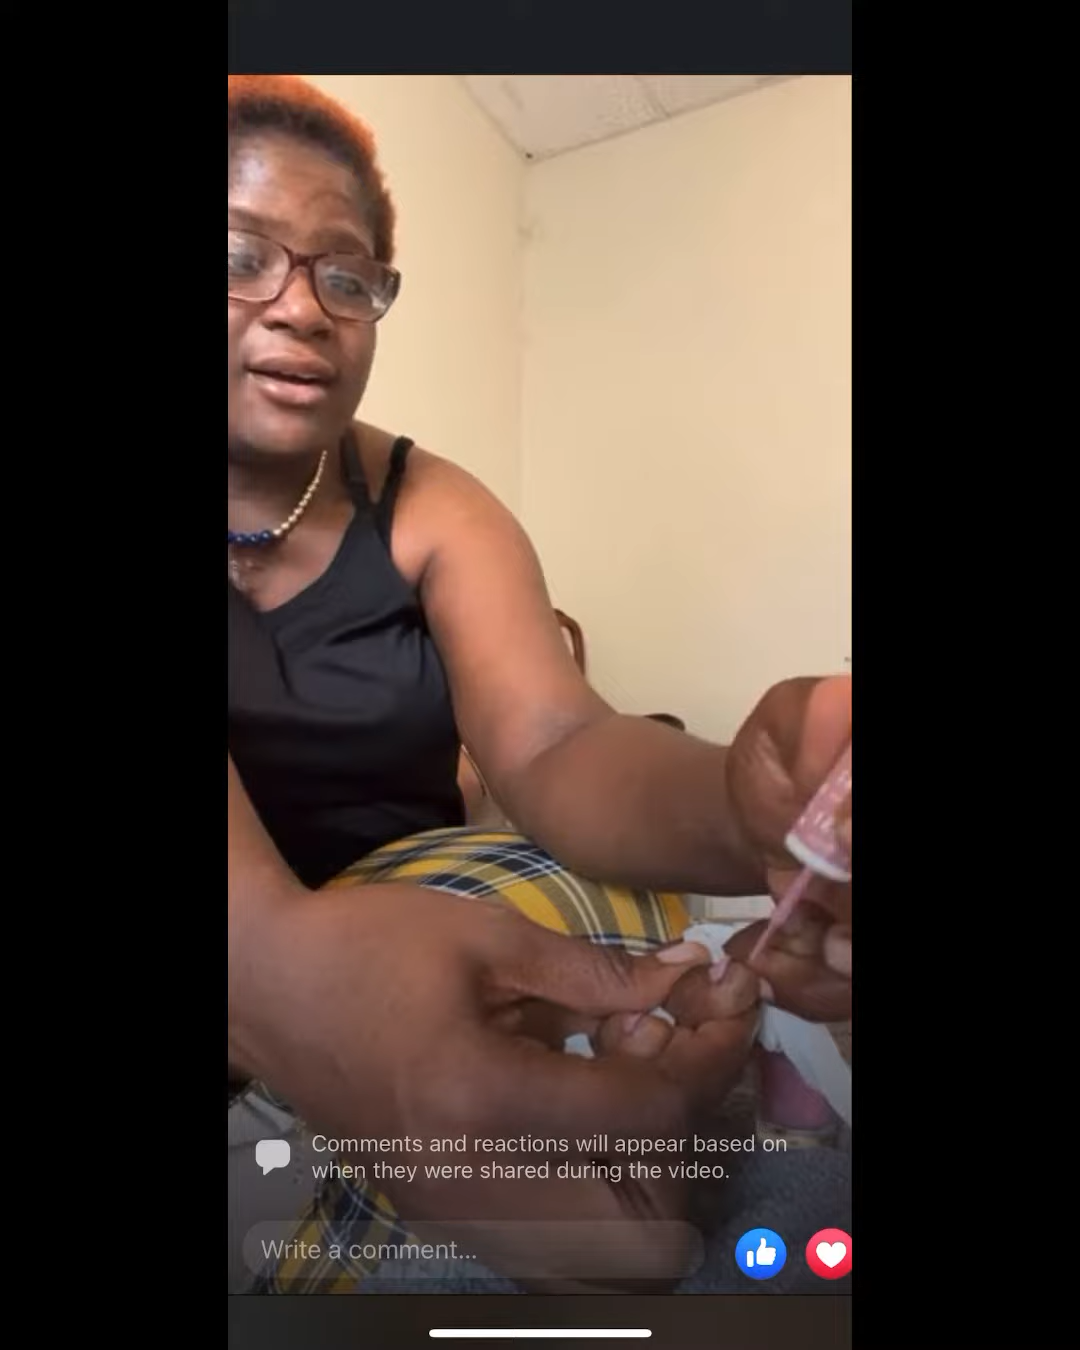 Comments and reactions will appear based on
when they were shared during the video.
Write a comment...